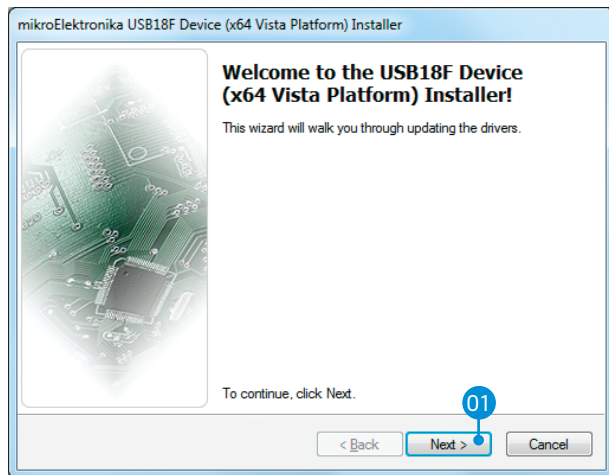 mikroElektronika USB18F Device (x64 Vista Platform) Installer
Welcome to the USB18F Device
(x64 Vista Platform) Installer!
This wizard will walk you through updating the drivers.
To continue, click Next.
01
< Back Next > Cancel